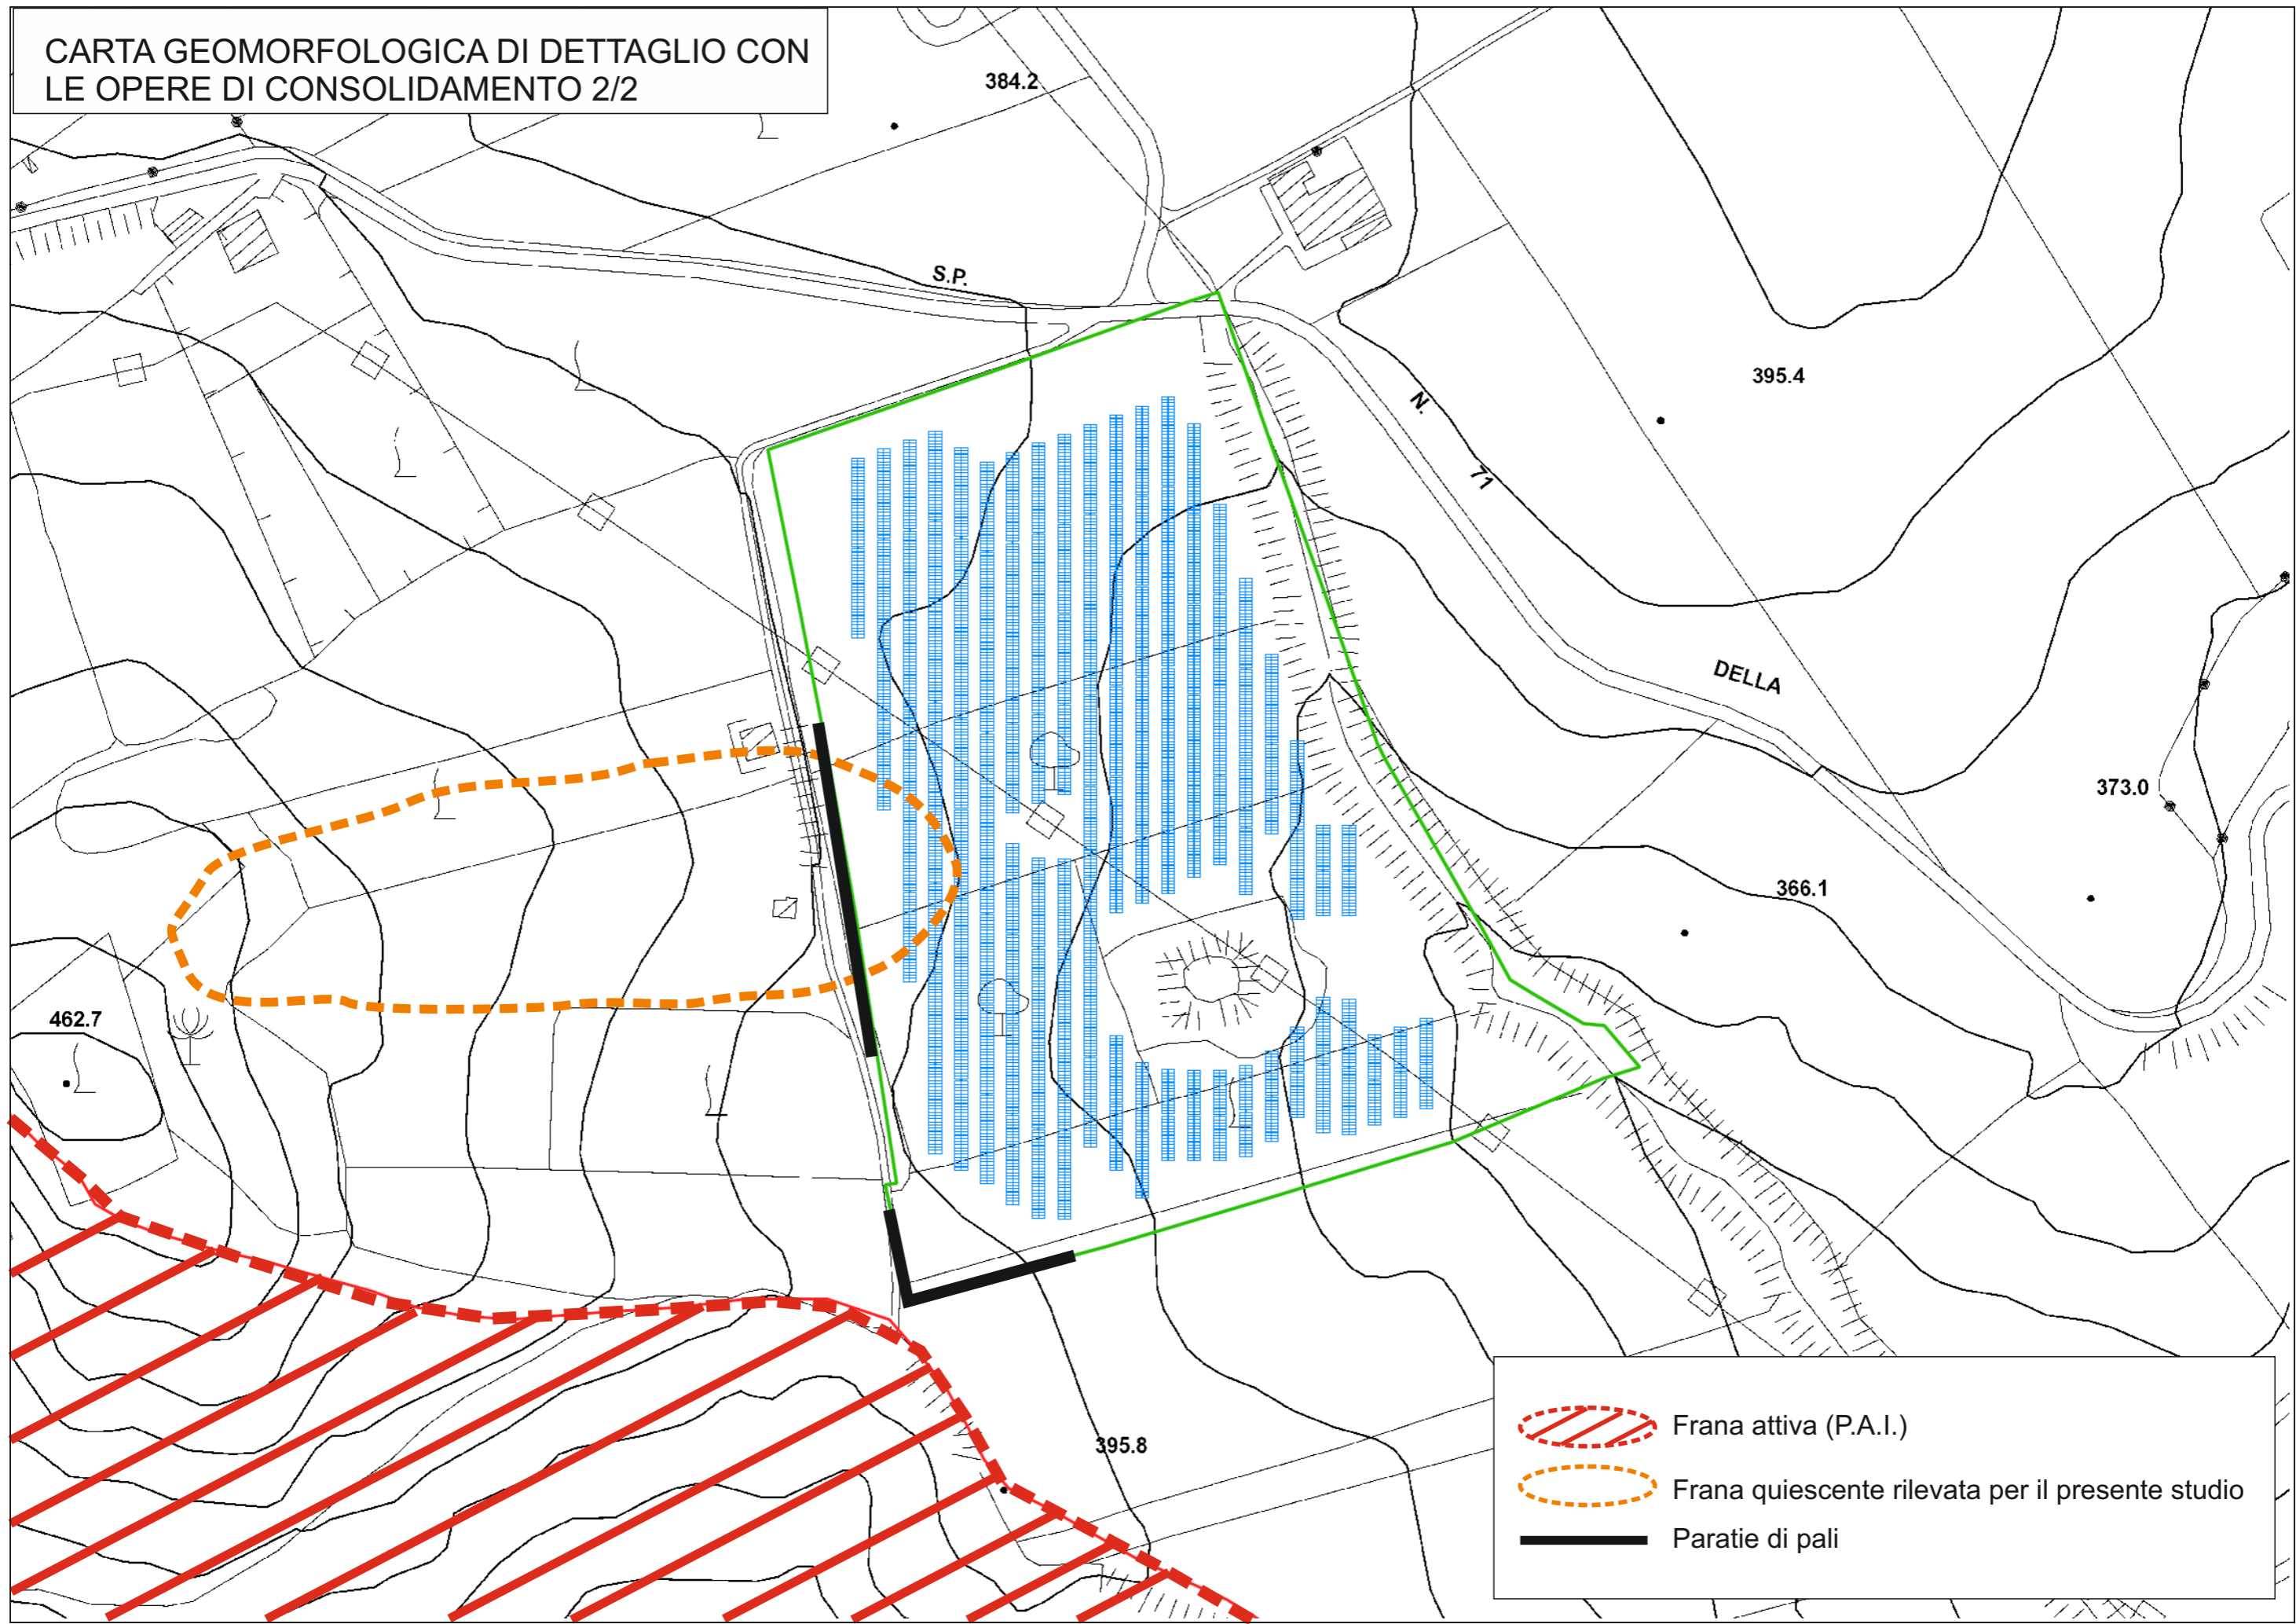 CARTA GEOMORFOLOGICA DI DETTAGLIO CON
LE OPERE DI CONSOLIDAMENTO 2/2
384.2
S.P.
395.4
N.
71
DELLA
373.0
366.1
462.7
395.8
Frana attiva (P.A.I.)
Frana quiescente rilevata per il presente studio
Paratie di pali